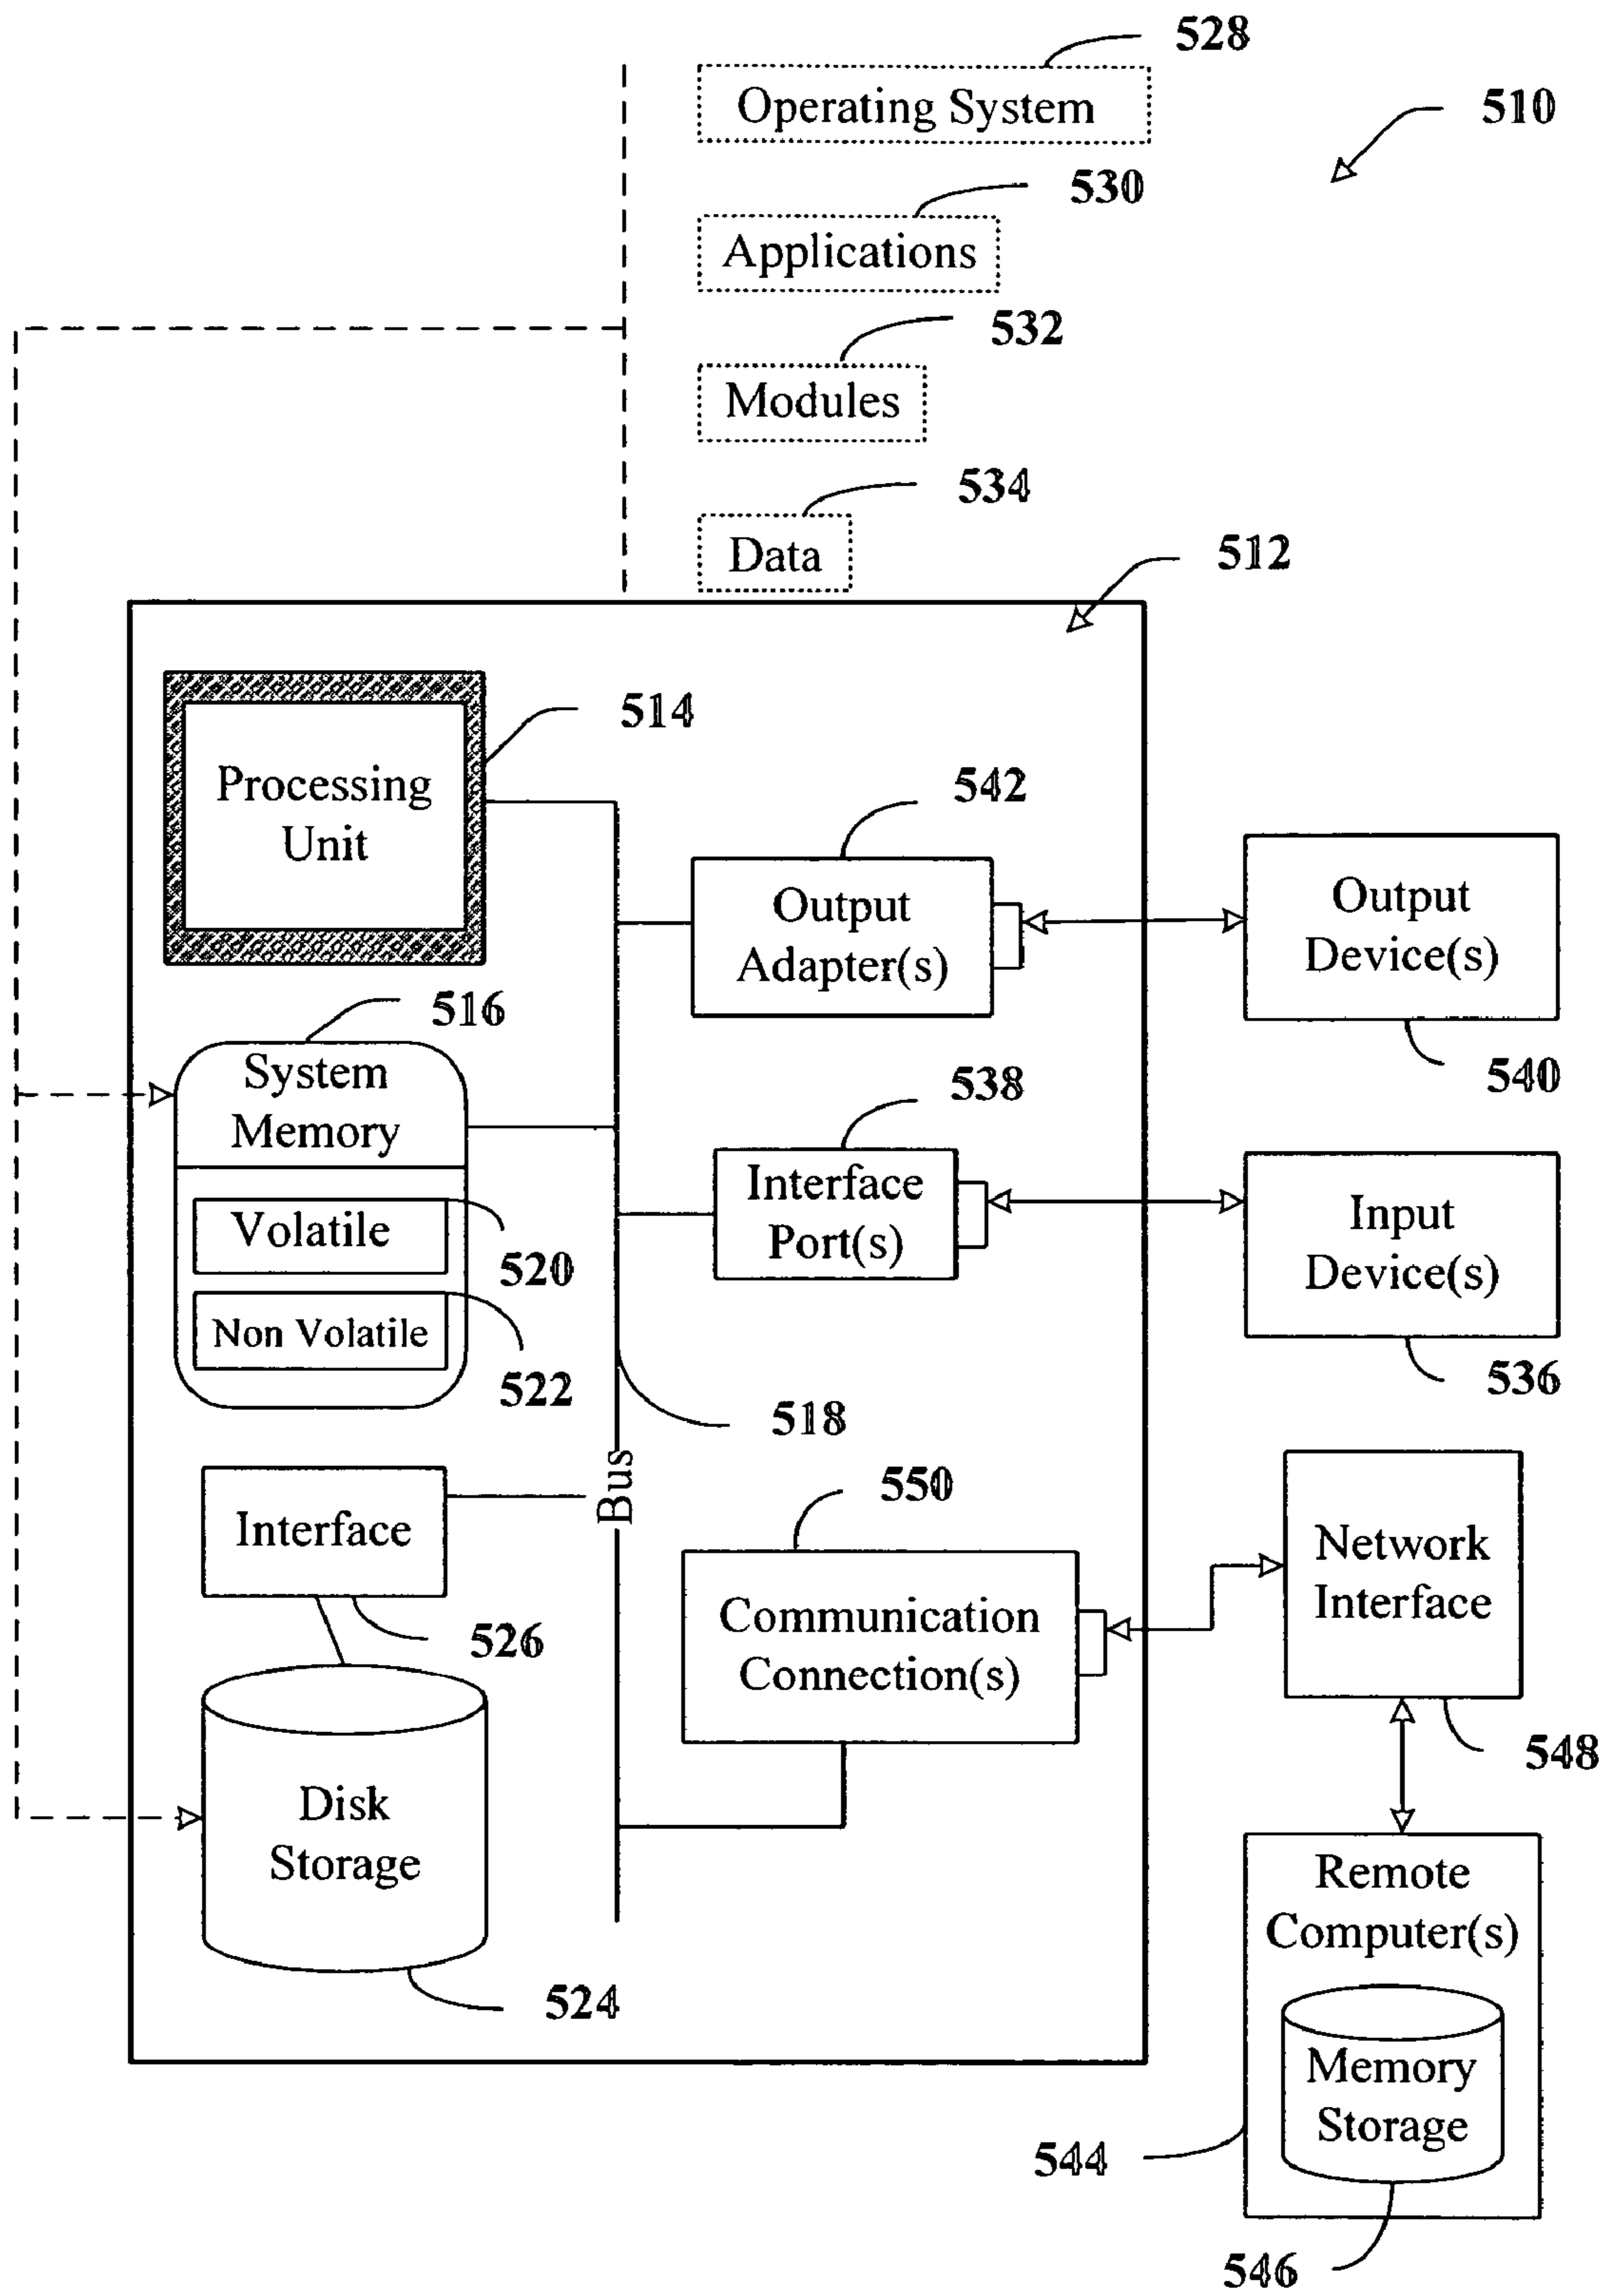 528
Operating System
510
530
Applications
532
Modules
534
Data
512
514
Processing
Unit
542
Output
Adapter(s)
Output
Device(s)
540
516
System
Memory
538
Interface
Port(s)
Input
Device(s)
536
Volatile
520
Non Volatile
522
518
Bus
Interface
526
550
Communication
Connection(s)
Network
Interface
548
Disk
Storage
524
Remote
Computer(s)
Memory
Storage
544
546